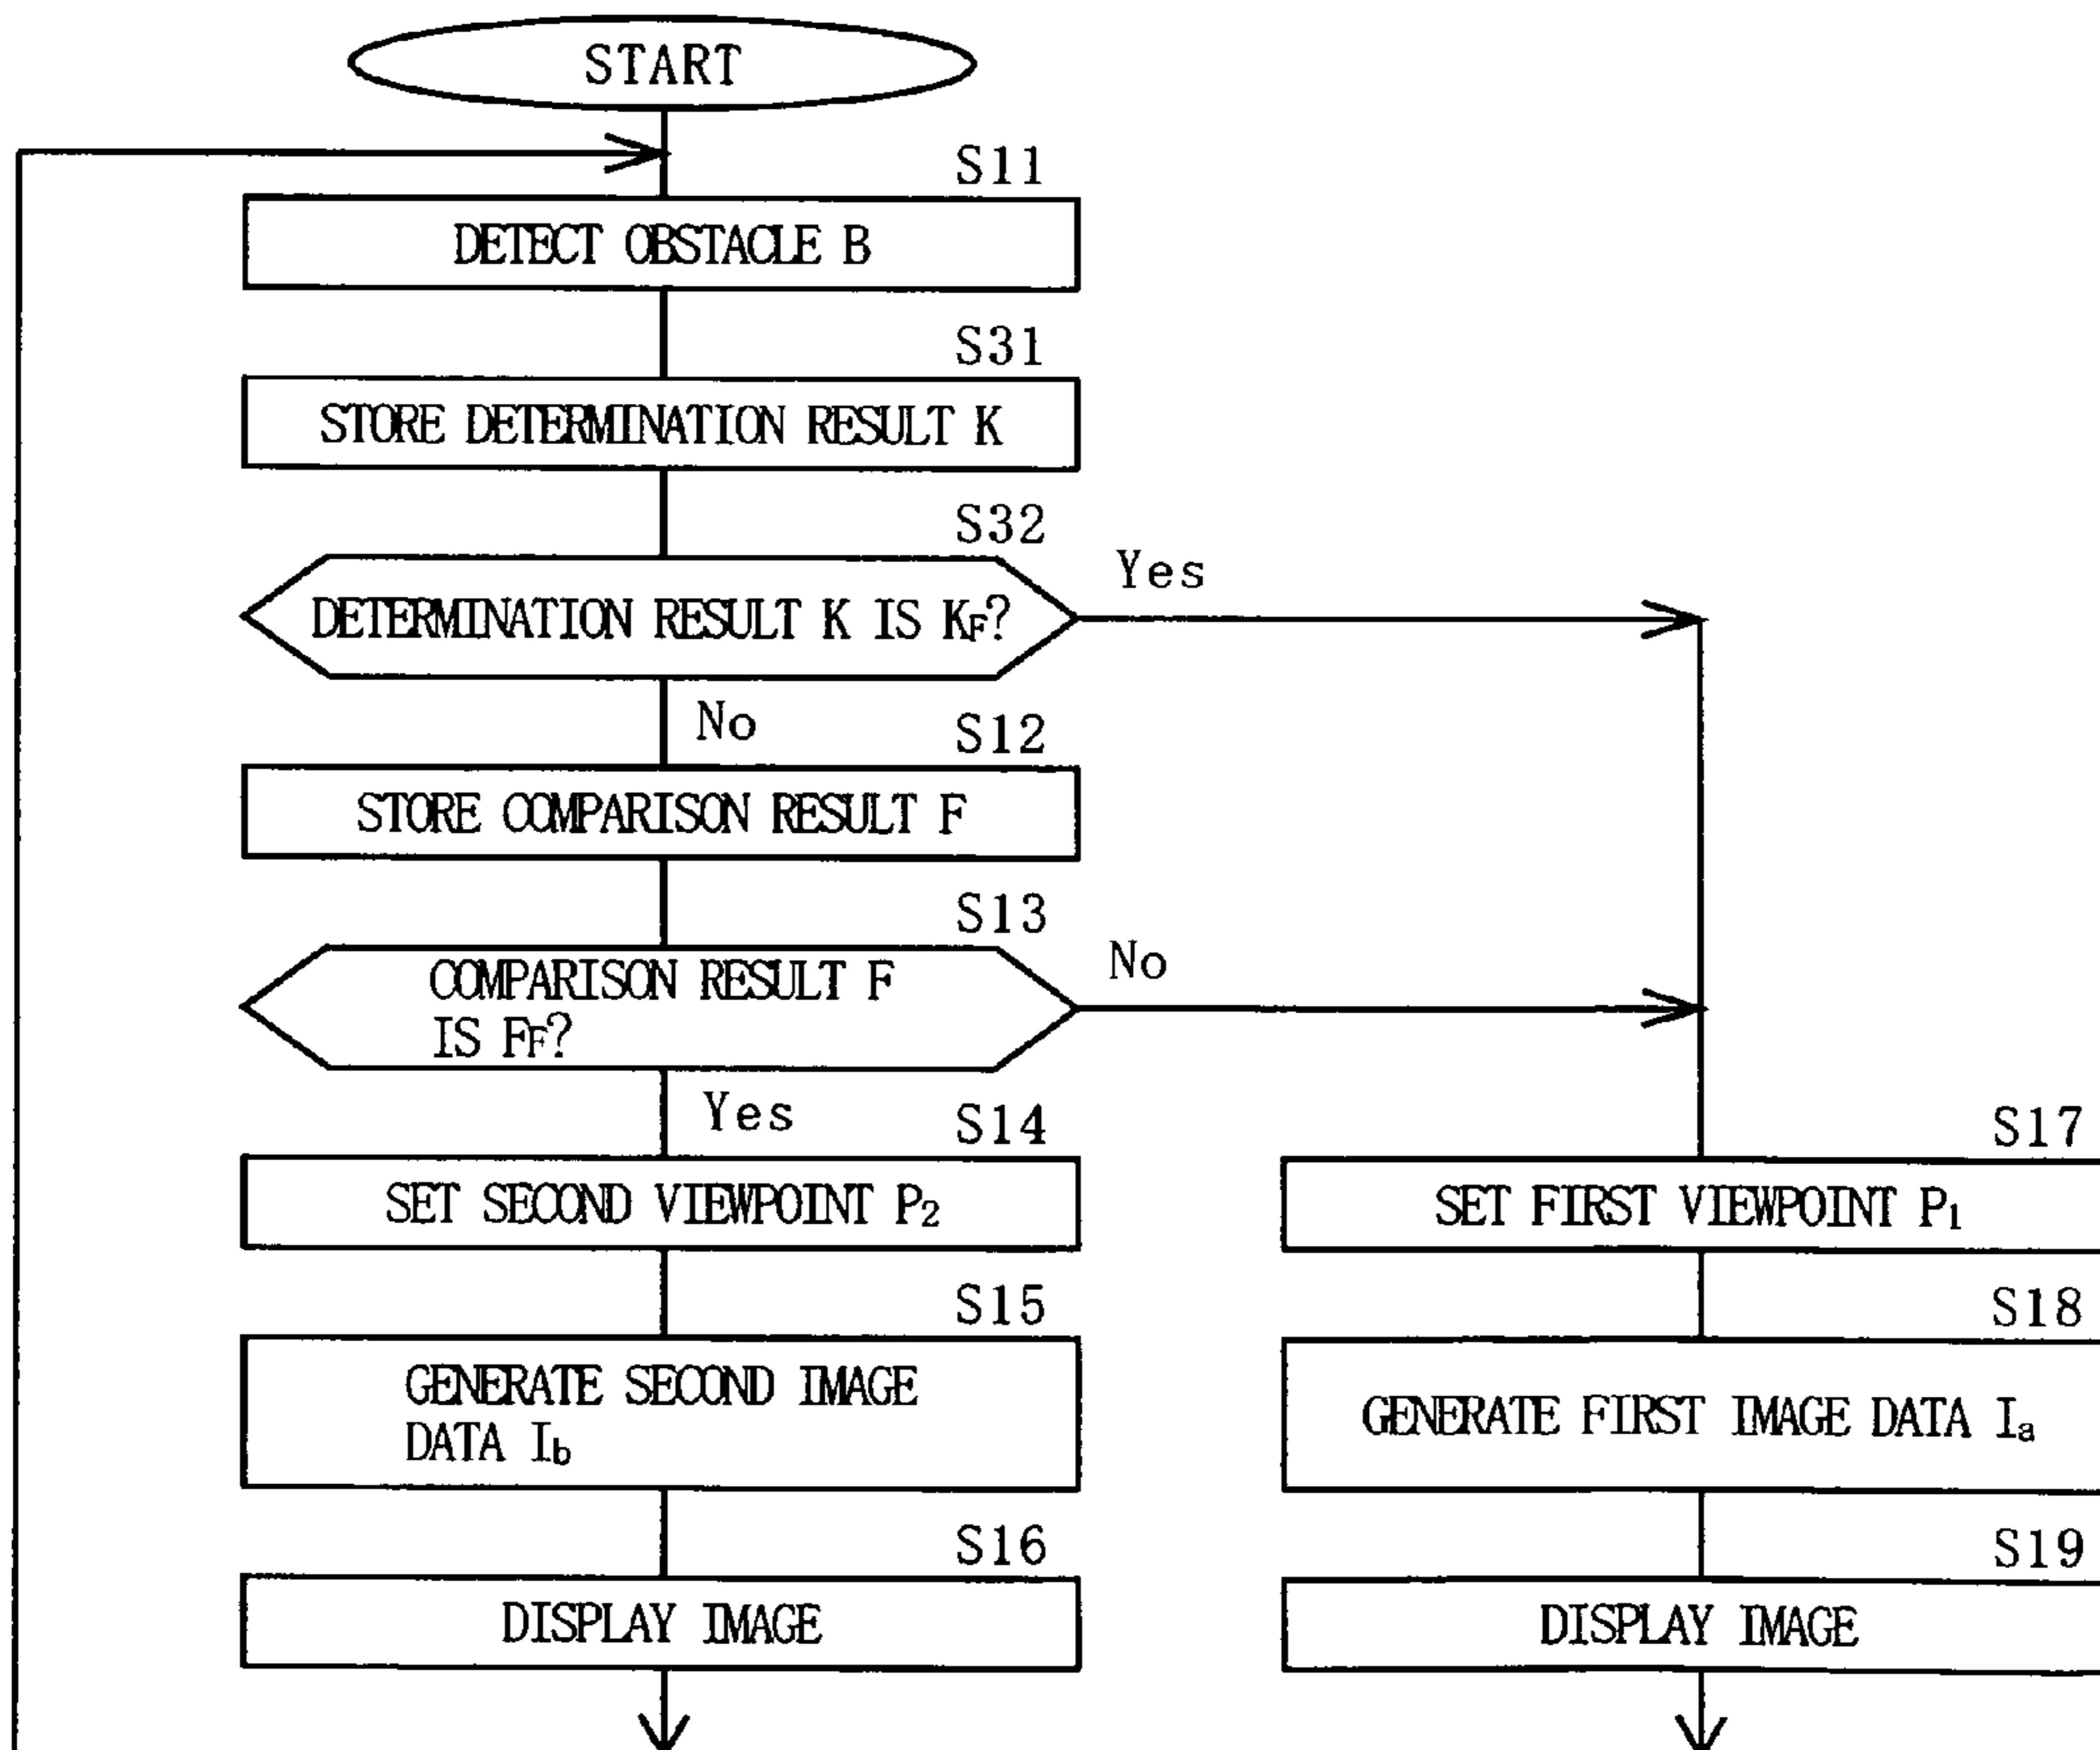 START
S11
DETECT OBSTACLE B
S31
STORE DETERMINATION RESULT K
S32
DETERMINATION RESULT K IS KF?
Yes
No
S12
STORE COMPARISON RESULT F
S13
COMPARISON RESULT F
IS FF?
No
Yes
S14
SET SECOND VIEWPOINT P2
S15
GENERATE SECOND IMAGE
DATA Ib
S16
DISPLAY IMAGE
S17
SET FIRST VIEWPOINT P1
S18
GENERATE FIRST IMAGE DATA Ia
S19
DISPLAY IMAGE